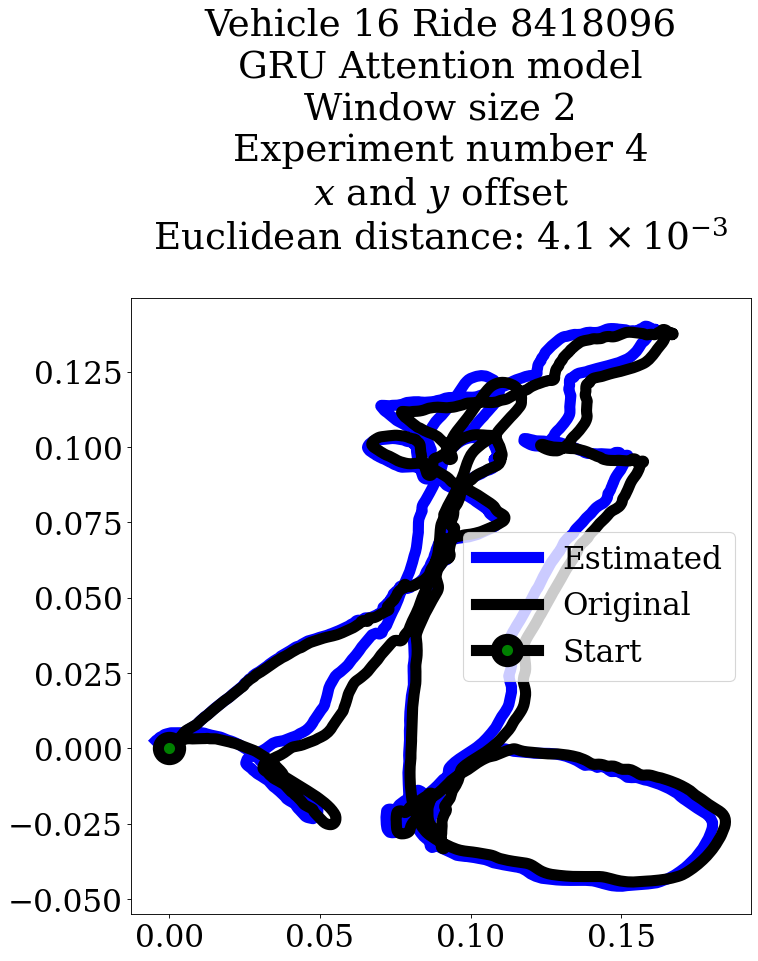 Vehicle 16 Ride 8418096
GRU Attention model
Window size 2
Experiment number 4
x and y offset
Euclidean distance: 4.1 × 10⁻³
0.125
0.100
0.075
0.050
0.025
0.000
−0.025
−0.050
Estimated
Original
Start
0.00 0.05 0.10 0.15